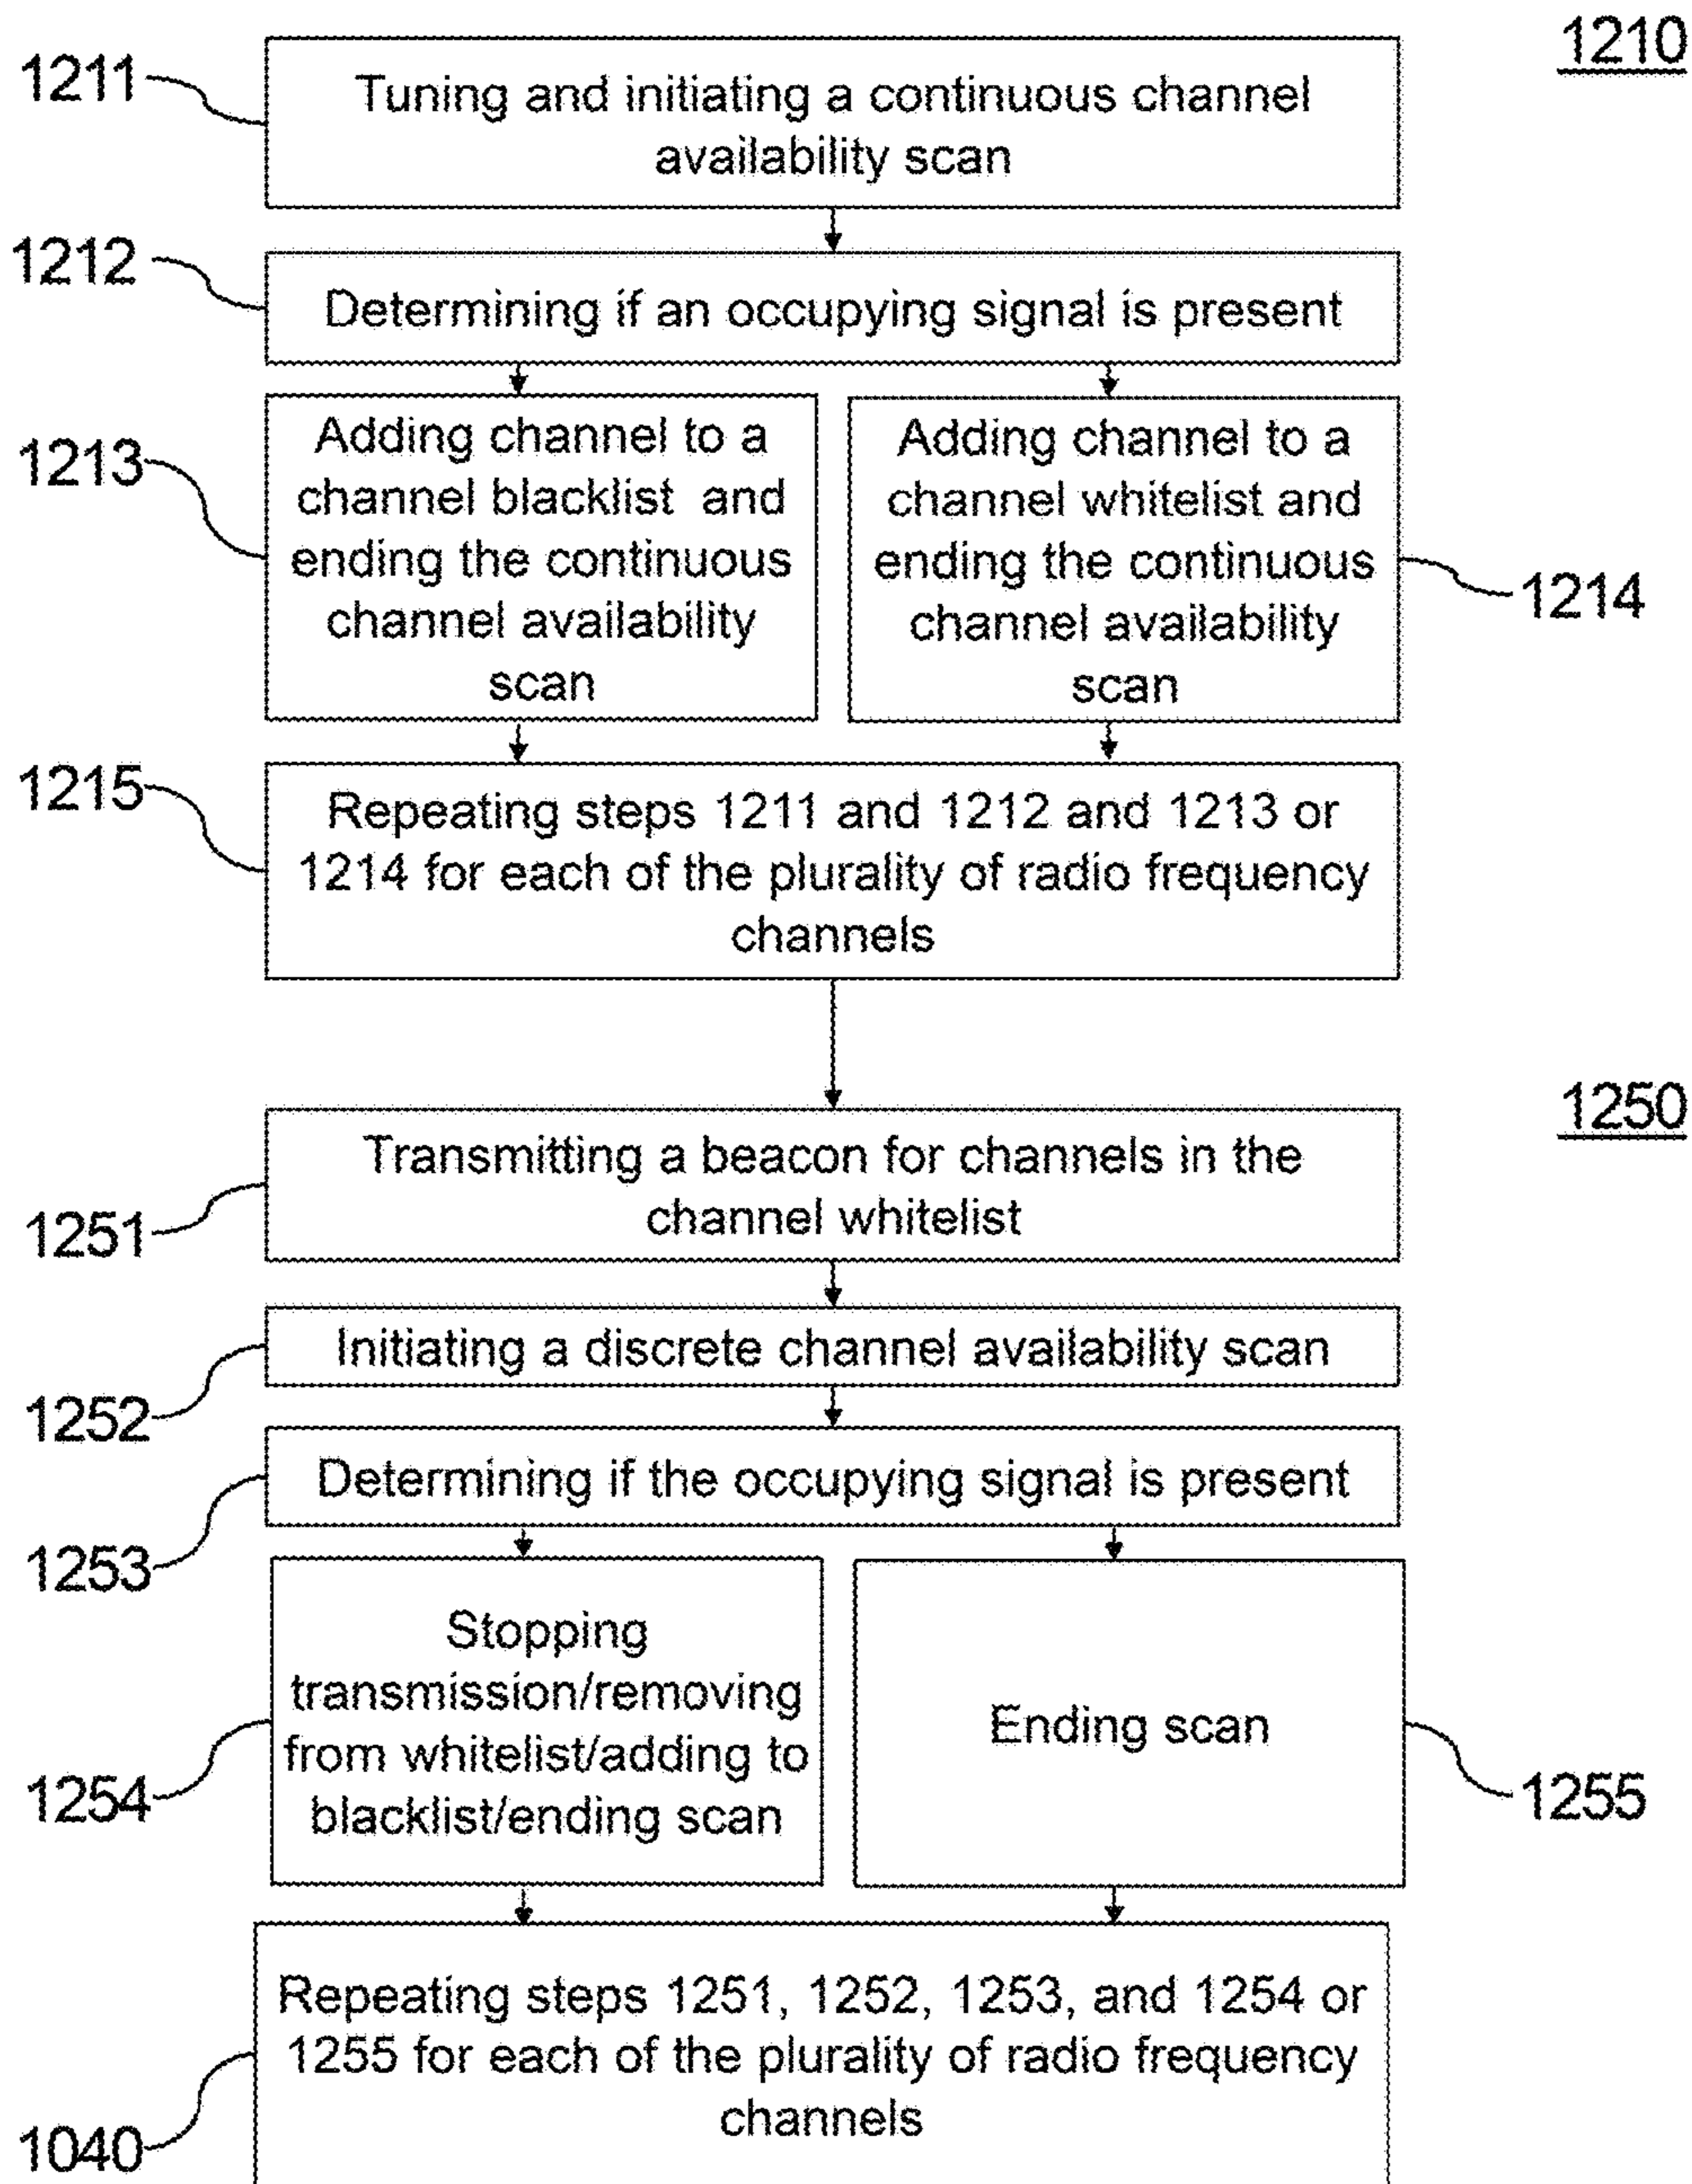 1210
1211
Tuning and initiating a continuous channel
availability scan
1212
Determining if an occupying signal is present
1213
Adding channel to a
channel blacklist and
ending the continuous
channel availability
scan
Adding channel to a
channel whitelist and
ending the continuous
channel availability
scan
1214
1215
Repeating steps 1211 and 1212 and 1213 or
1214 for each of the plurality of radio frequency
channels
1250
Transmitting a beacon for channels in the
channel whitelist
1251
Initiating a discrete channel availability scan
1252
Determining if the occupying signal is present
1253
Stopping
transmission/removing
from whitelist/adding to
blacklist/ending scan
1254
Ending scan
1255
Repeating steps 1251, 1252, 1253, and 1254 or
1255 for each of the plurality of radio frequency
channels
1040